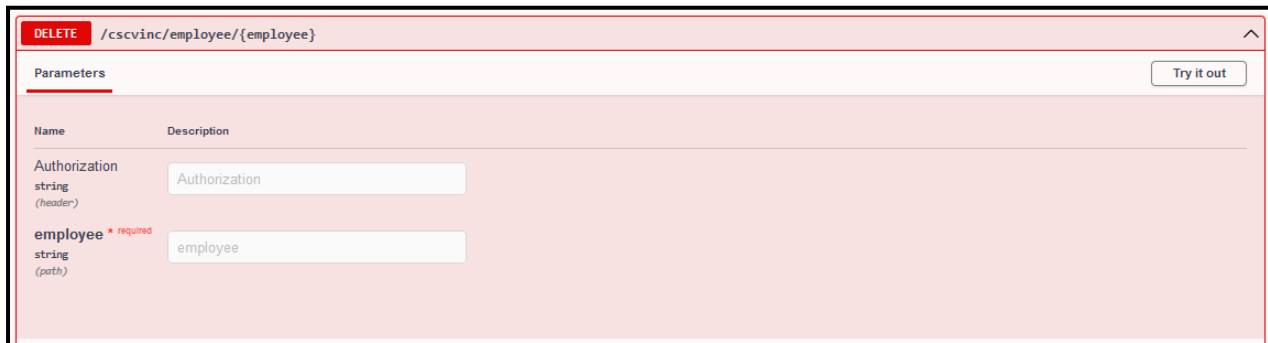 DELETE /cscvinc/employee/{employee}
Parameters
Try it out
Name Description
Authorization
string
(header)
Authorization
employee * required
string
(path)
employee